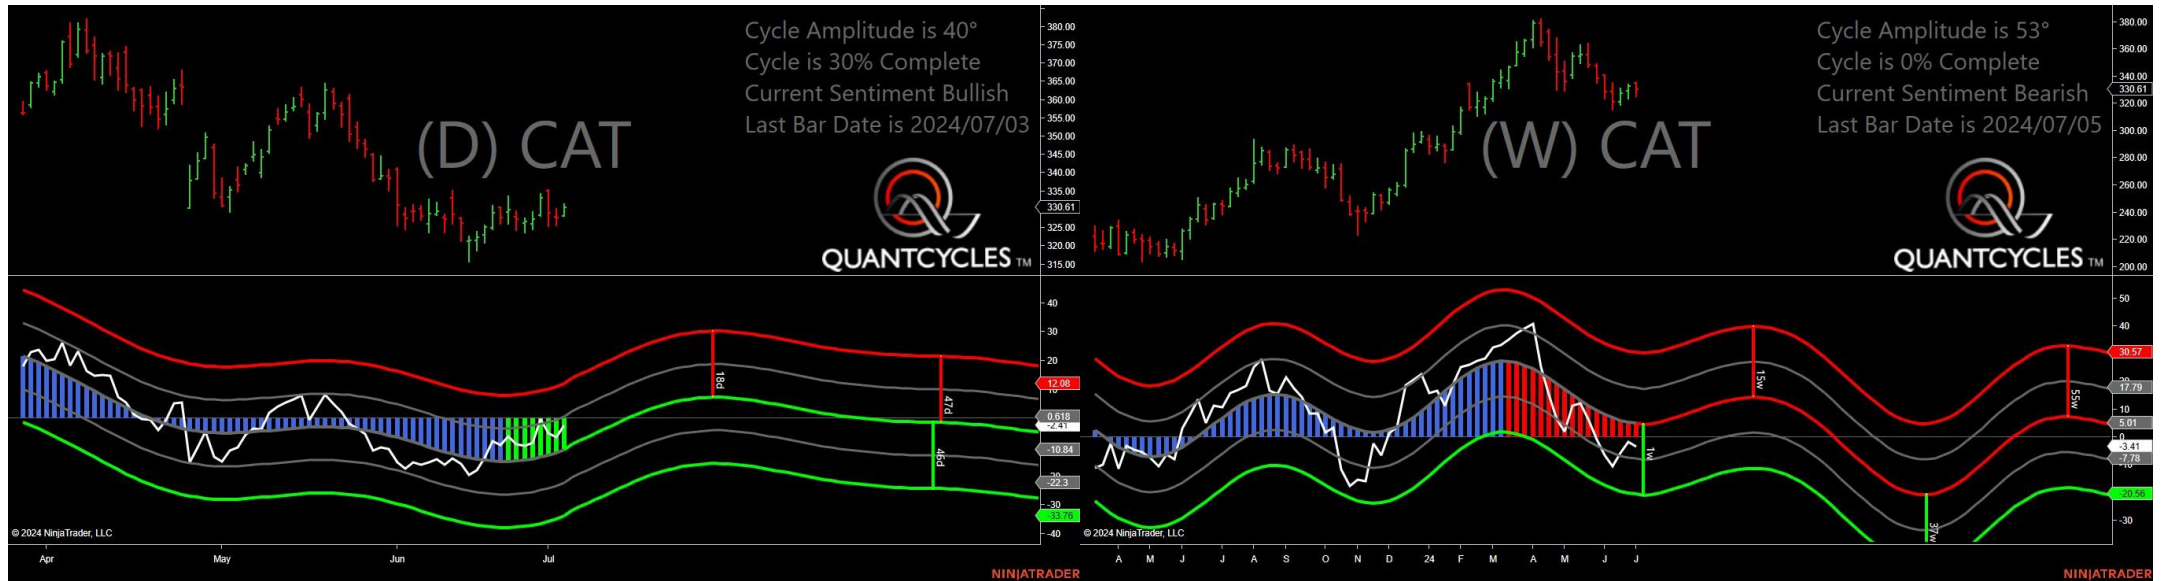 Cycle Amplitude is 40°
Cycle is 30% Complete
Current Sentiment Bullish
Last Bar Date is 2024/07/03
(D) CAT
QUANTCYCLES TM
380.00
375.00
370.00
365.00
360.00
355.00
350.00
345.00
340.00
335.00
330.61
325.00
320.00
315.00
40
30
20
12.08
10
0.618
-2.41
-10.84
-22.3
-30
-33.76
-40
18d
47d
46d
© 2024 NinjaTrader, LLC
Apr May Jun Jul
NINJATRADER
Cycle Amplitude is 53°
Cycle is 0% Complete
Current Sentiment Bearish
Last Bar Date is 2024/07/05
(W) CAT
QUANTCYCLES TM
380.00
360.00
340.00
330.61
320.00
300.00
280.00
260.00
240.00
220.00
200.00
50
40
30.57
17.79
10
5.01
0
-3.41
-7.78
-10
-20.56
-30
15w
55w
1w
37w
© 2024 NinjaTrader, LLC
A M J J A S O N D 24 F M A M J J
NINJATRADER